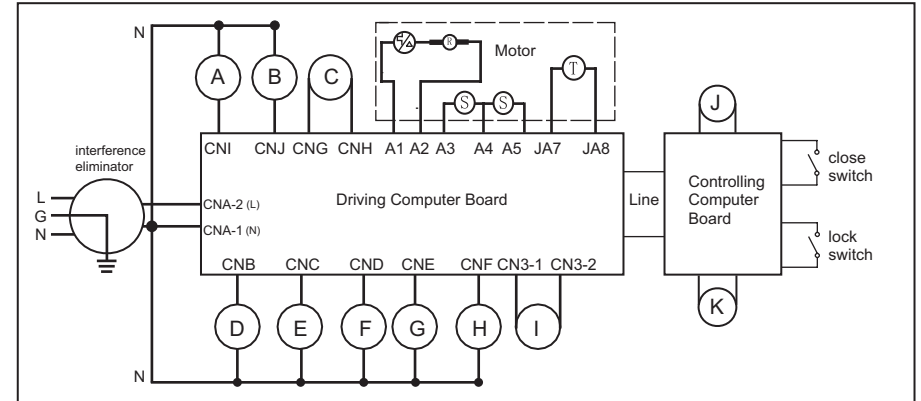 N
A B C
R
Motor
T
S S
J
CNI CNJ CNG CNH A1 A2 A3 A4 A5 JA7 JA8
interference
eliminator
L
G
N
CNA-2 (L)
CNA-1 (N)
Driving Computer Board
Line
Controlling
Computer
Board
close
switch
lock
switch
CNB CNC CND CNE CNF CN3-1 CN3-2
D E F G H I
K
N